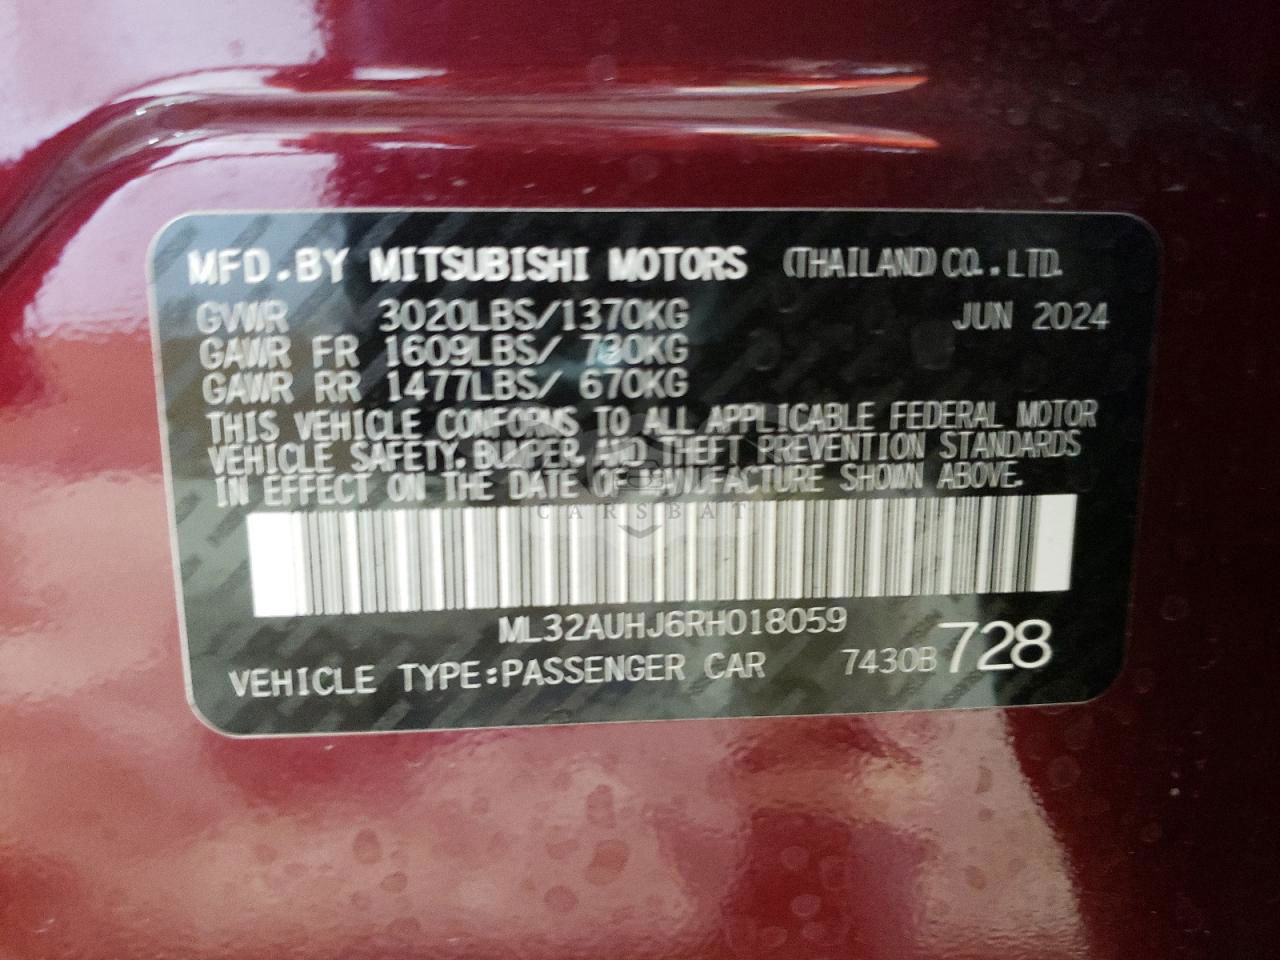 MFD.BY MITSUBISHI MOTORS (THAILAND) CO.,LTD.
GVWR 3020LBS/1370KG JUN 2024
GAWR FR 1609LBS/ 730KG
GAWR RR 1477LBS/ 670KG
THIS VEHICLE CONFORMS TO ALL APPLICABLE FEDERAL MOTOR
VEHICLE SAFETY, BUMPER, AND THEFT PREVENTION STANDARDS
IN EFFECT ON THE DATE OF MANUFACTURE SHOWN ABOVE.
CARSBAT
ML32AUHJ6RH018059
VEHICLE TYPE:PASSENGER CAR 7430B 728